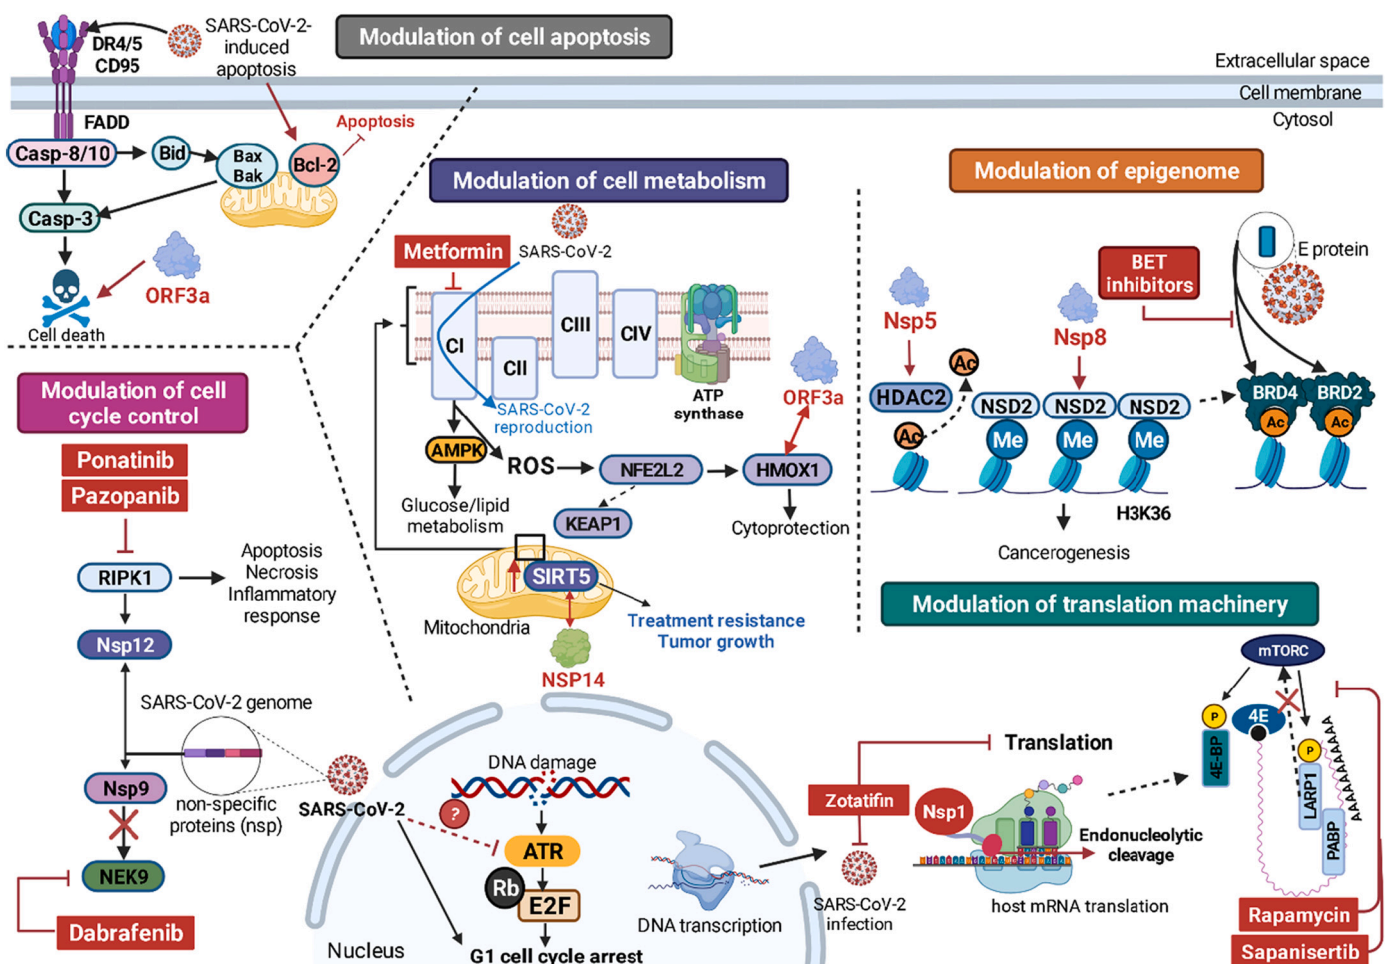 SARS-CoV-2-
induced
apoptosis
DR4/5
CD95
Modulation of cell apoptosis
Extracellular space
Cell membrane
Cytosol
FADD
Apoptosis
Casp-8/10
Bid
Bax
Bak
Bcl-2
Casp-3
ORF3a
Cell death
Modulation of cell metabolism
SARS-CoV-2
Metformin
CI
CII
CIII
CIV
ATP
synthase
SARS-CoV-2
reproduction
ORF3a
AMPK
ROS
NFE2L2
HMOX1
Glucose/lipid
metabolism
KEAP1
Cytoprotection
SIRT5
Mitochondria
Treatment resistance
Tumor growth
NSP14
Modulation of epigenome
BET
inhibitors
E protein
Nsp5
Nsp8
HDAC2
Ac
Ac
NSD2
NSD2
NSD2
Me
Me
Me
BRD4
BRD2
Ac
Ac
H3K36
Cancerogenesis
Modulation of cell
cycle control
Ponatinib
Pazopanib
RIPK1
Apoptosis
Necrosis
Inflammatory
response
Nsp12
SARS-CoV-2 genome
Nsp9
non-specific
proteins (nsp)
SARS-CoV-2
NEK9
Dabrafenib
DNA damage
?
ATR
Rb
E2F
G1 cell cycle arrest
Nucleus
DNA transcription
Modulation of translation machinery
mTORC
P
4E-BP
4E
P
LARP1
PABP
AAAAAAAAA
Translation
Zotatifin
Nsp1
Endonucleolytic
cleavage
SARS-CoV-2
infection
host mRNA translation
Rapamycin
Sapanisertib